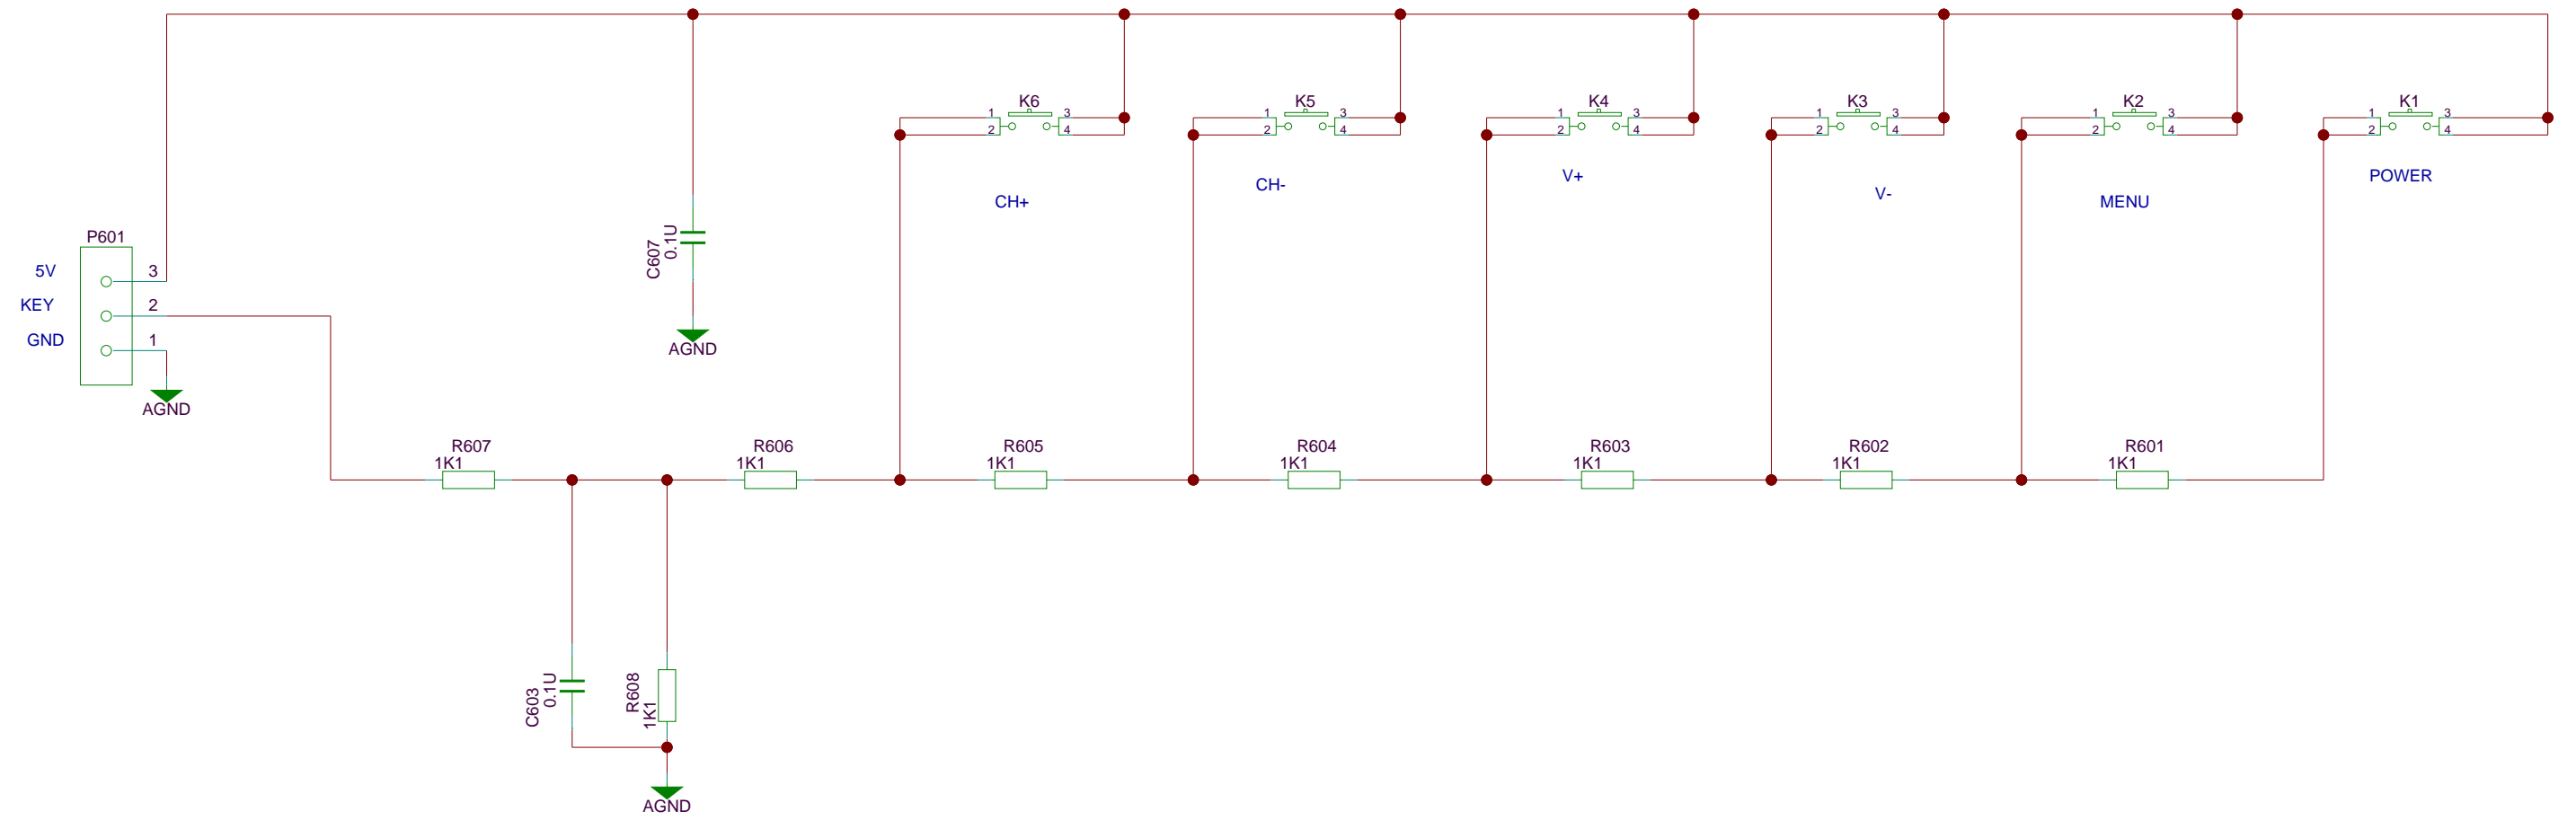 K6
1
2
3
4
K5
1
2
3
4
K4
1
2
3
4
K3
1
2
3
4
K2
1
2
3
4
K1
1
2
3
4
CH+
CH-
V+
V-
MENU
POWER
P601
5V
3
KEY
2
GND
1
AGND
C607
0.1U
AGND
R607
1K1
R606
1K1
R605
1K1
R604
1K1
R603
1K1
R602
1K1
R601
1K1
C603
0.1U
R608
1K1
AGND